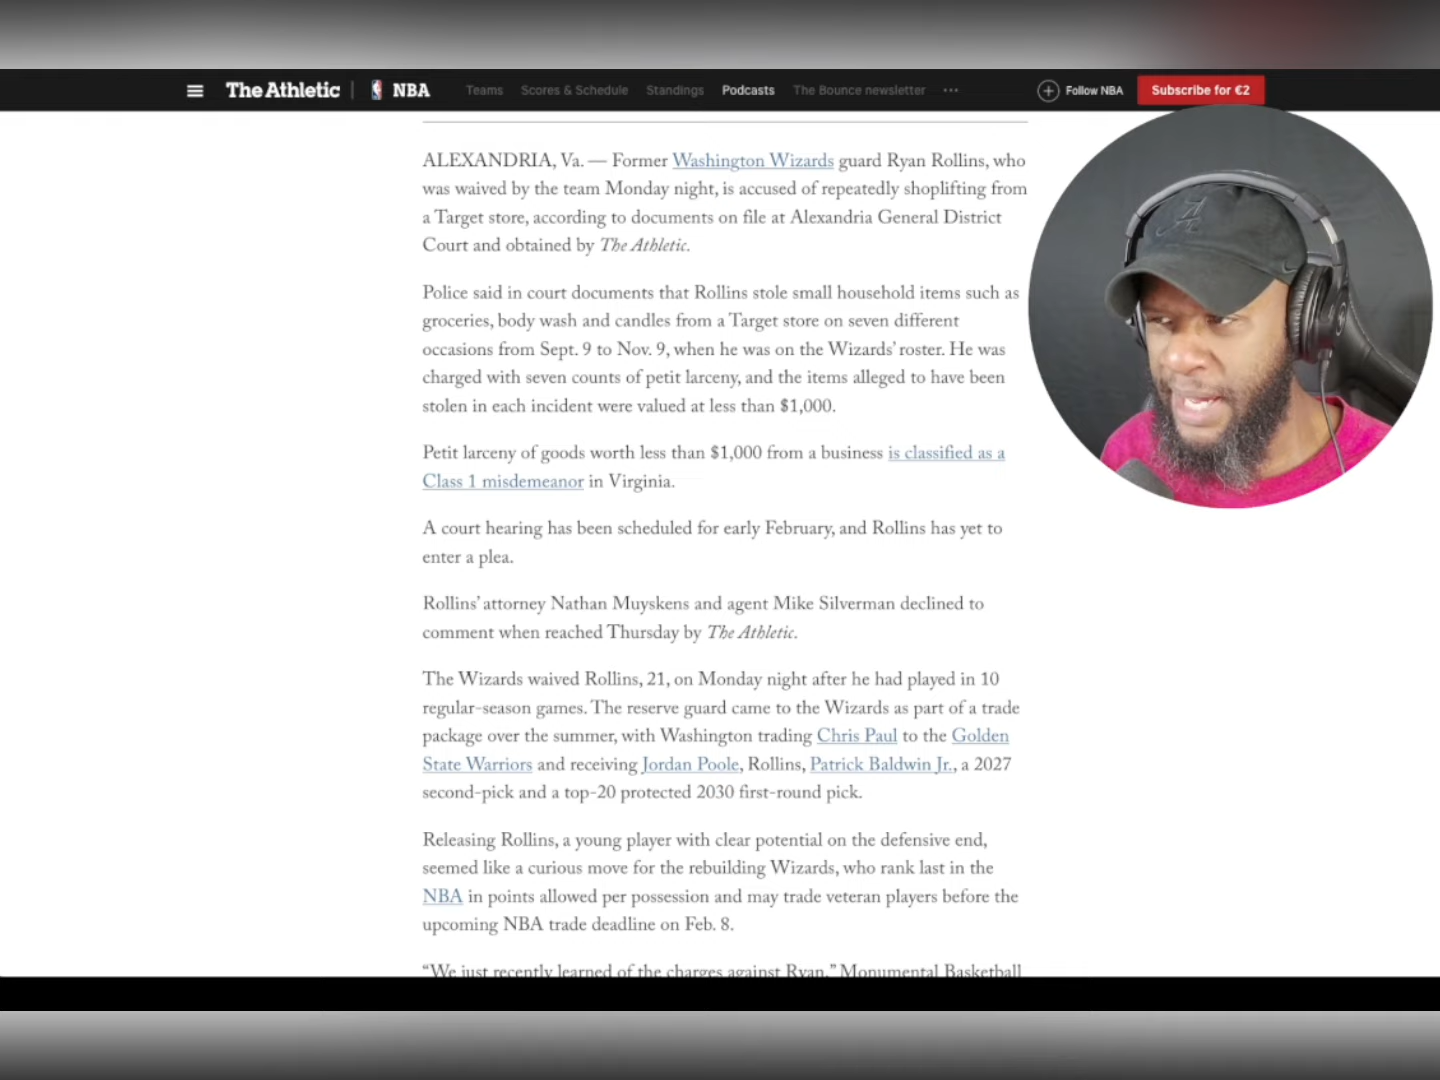 The Athletic NBA Teams Scores & Schedule Standings Podcasts The Bounce newsletter ••• Follow NBA Subscribe for €2
ALEXANDRIA, Va. — Former Washington Wizards guard Ryan Rollins, who
was waived by the team Monday night, is accused of repeatedly shoplifting from
a Target store, according to documents on file at Alexandria General District
Court and obtained by The Athletic.
Police said in court documents that Rollins stole small household items such as
groceries, body wash and candles from a Target store on seven different
occasions from Sept. 9 to Nov. 9, when he was on the Wizards’ roster. He was
charged with seven counts of petit larceny, and the items alleged to have been
stolen in each incident were valued at less than $1,000.
Petit larceny of goods worth less than $1,000 from a business is classified as a
Class 1 misdemeanor in Virginia.
A court hearing has been scheduled for early February, and Rollins has yet to
enter a plea.
Rollins’ attorney Nathan Muyskens and agent Mike Silverman declined to
comment when reached Thursday by The Athletic.
The Wizards waived Rollins, 21, on Monday night after he had played in 10
regular-season games. The reserve guard came to the Wizards as part of a trade
package over the summer, with Washington trading Chris Paul to the Golden
State Warriors and receiving Jordan Poole, Rollins, Patrick Baldwin Jr., a 2027
second-pick and a top-20 protected 2030 first-round pick.
Releasing Rollins, a young player with clear potential on the defensive end,
seemed like a curious move for the rebuilding Wizards, who rank last in the
NBA in points allowed per possession and may trade veteran players before the
upcoming NBA trade deadline on Feb. 8.
“We just recently learned of the charges against Ryan,” Monumental Basketball